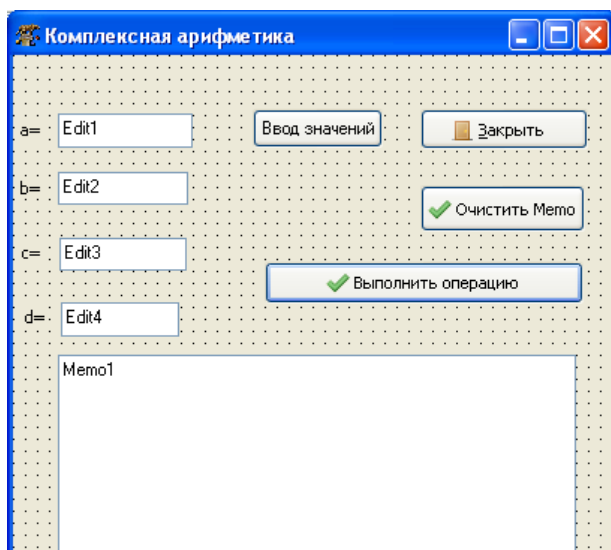 Комплексная арифметика
a= Edit1 Ввод значений Закрыть
b= Edit2
Очистить Memo
c= Edit3
Выполнить операцию
d= Edit4
Memo1